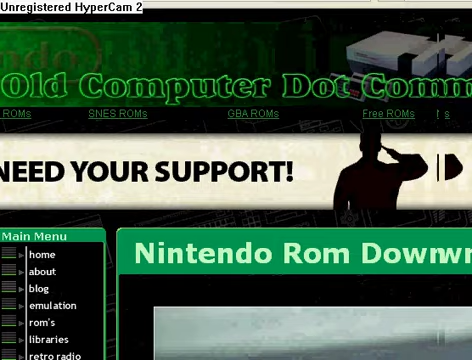 Unregistered HyperCam 2
Old Computer Dot Comm
ROMs SNES ROMs GBA ROMs Free ROMs s
NEED YOUR SUPPORT!
Main Menu
Nintendo Rom Downwn
home
about
blog
emulation
rom's
libraries
retro radio